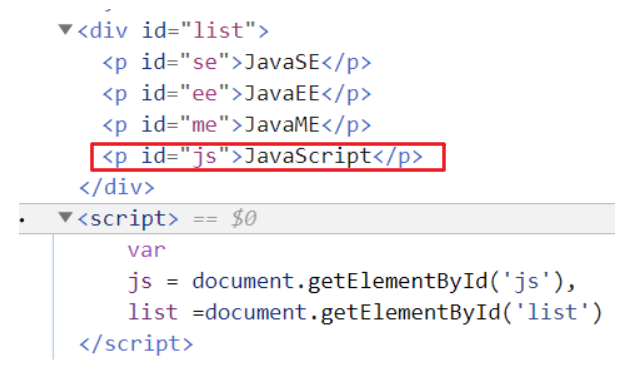 ▼<div id="list">
<p id="se">JavaSE</p>
<p id="ee">JavaEE</p>
<p id="me">JavaME</p>
<p id="js">JavaScript</p>
</div>
▼<script> == $0
var
js = document.getElementById('js'),
list =document.getElementById('list')
</script>